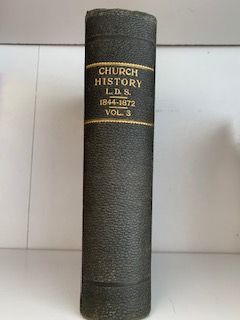 CHURCH
HISTORY
L.D.S.
1844-1872
VOL. 3